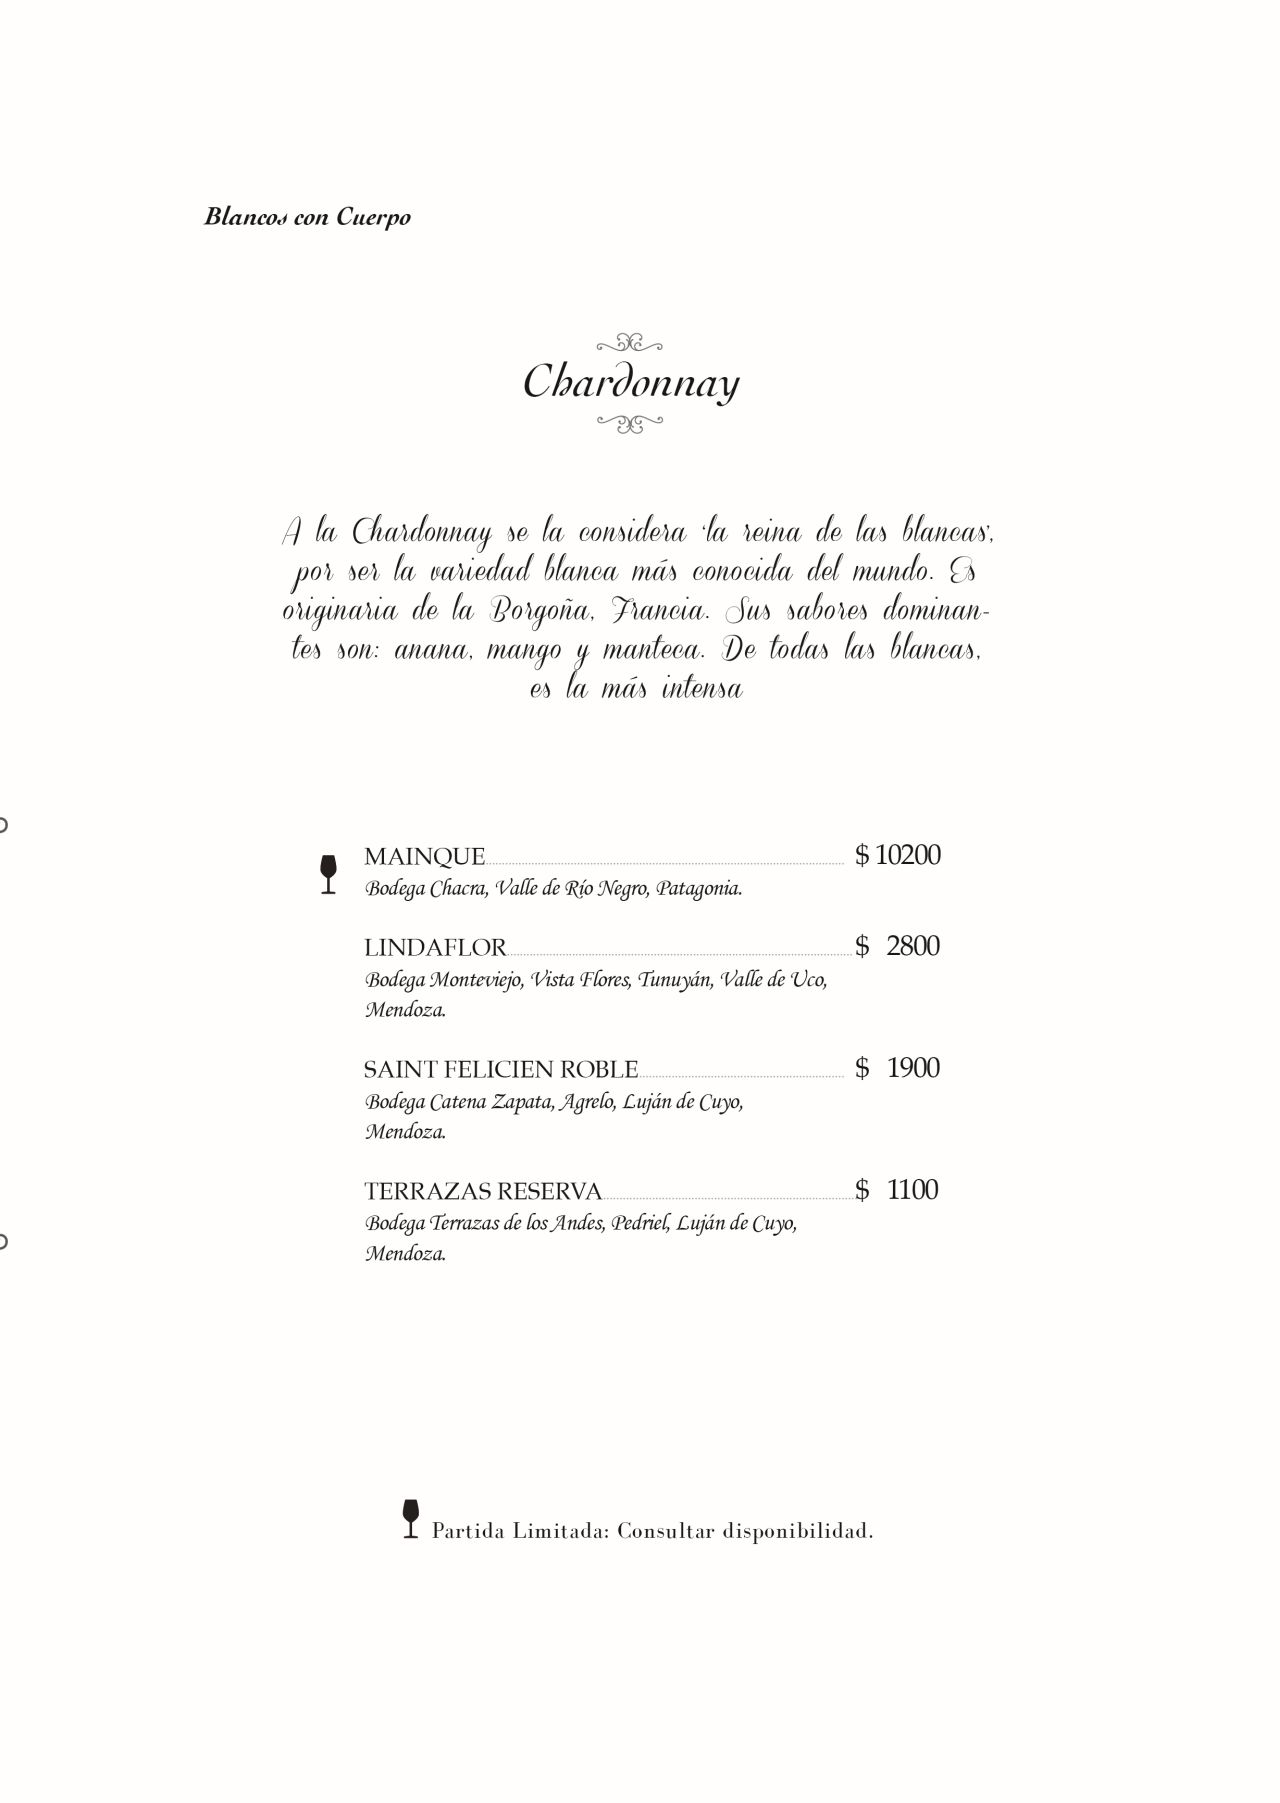 Blancos con Cuerpo
Chardonnay
A la Chardonnay se la considera ‘la reina de las blancas’,
por ser la variedad blanca más conocida del mundo. Es
originaria de la Borgoña, Francia. Sus sabores dominan-
tes son: anana, mango y manteca. De todas las blancas,
es la más intensa
MAINQUE $ 10200
Bodega Chacra, Valle de Río Negro, Patagonia.
LINDAFLOR $ 2800
Bodega Monteviejo, Vista Flores, Tunuyán, Valle de Uco,
Mendoza.
SAINT FELICIEN ROBLE $ 1900
Bodega Catena Zapata, Agrelo, Luján de Cuyo,
Mendoza.
TERRAZAS RESERVA $ 1100
Bodega Terrazas de los Andes, Pedriel, Luján de Cuyo,
Mendoza.
Partida Limitada: Consultar disponibilidad.